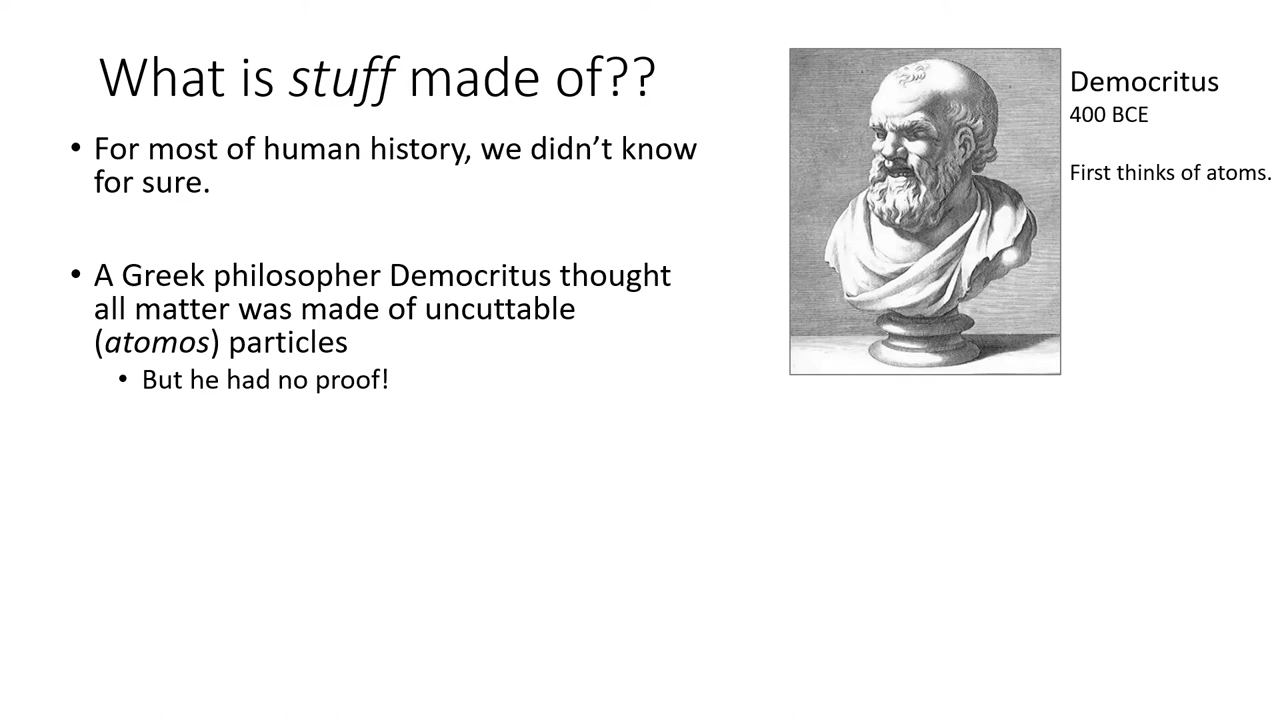 What is stuff made of??
• For most of human history, we didn’t know
for sure.
• A Greek philosopher Democritus thought
all matter was made of uncuttable
(atomos) particles
• But he had no proof!
Democritus
400 BCE
First thinks of atoms.